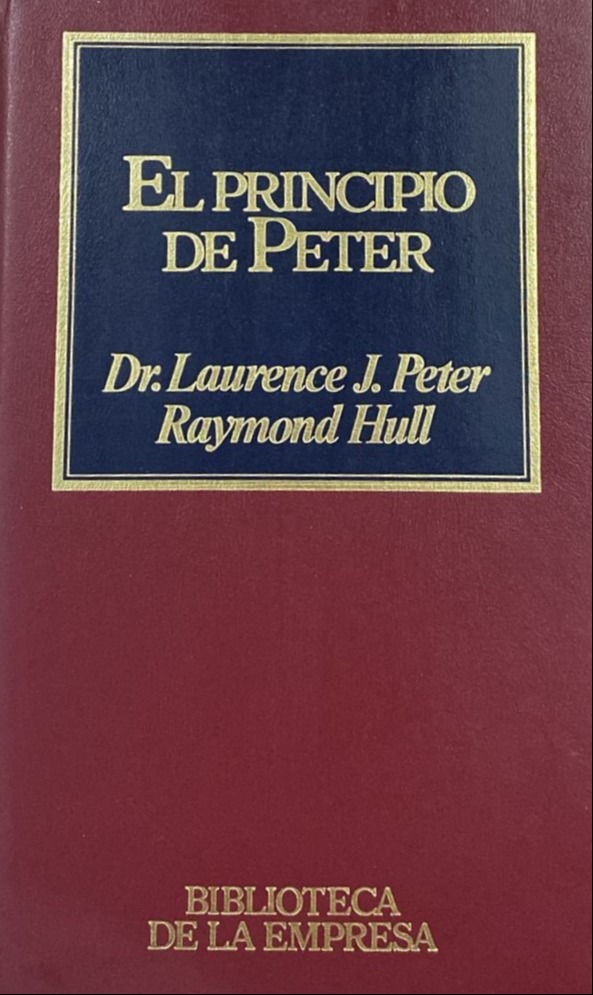 EL PRINCIPIO
DE PETER
Dr. Laurence J. Peter
Raymond Hull
BIBLIOTECA
DE LA EMPRESA